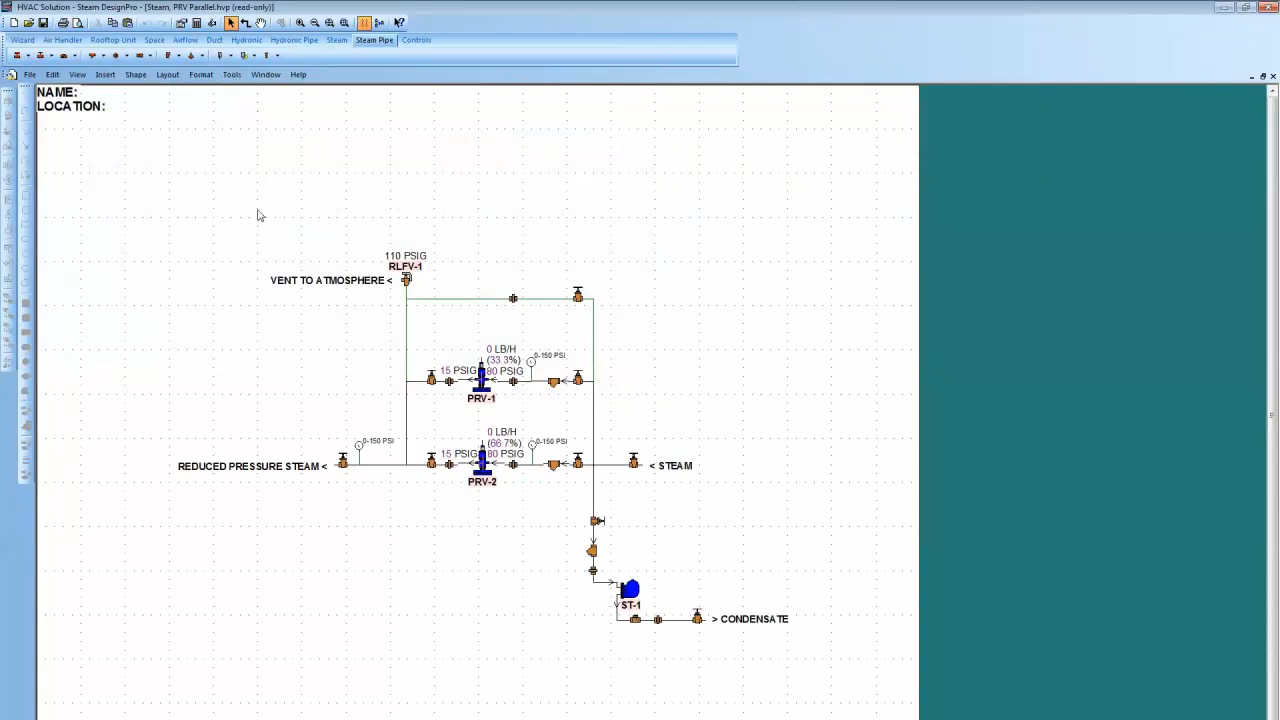 HVAC Solution - Steam DesignPro - [Steam, PRV Parallel.hvp (read-only)]
Wizard Air Handler Rooftop Unit Space Airflow Duct Hydronic Hydronic Pipe Steam Steam Pipe Controls
File Edit View Insert Shape Layout Format Tools Window Help
NAME:
LOCATION:
110 PSIG
RLFV-1
VENT TO ATMOSPHERE <
0 LB/H
(33.3%)
0-150 PSI
15 PSIG
80 PSIG
PRV-1
0 LB/H
(66.7%)
0-150 PSI
0-150 PSI
15 PSIG
80 PSIG
REDUCED PRESSURE STEAM <
< STEAM
PRV-2
ST-1
> CONDENSATE